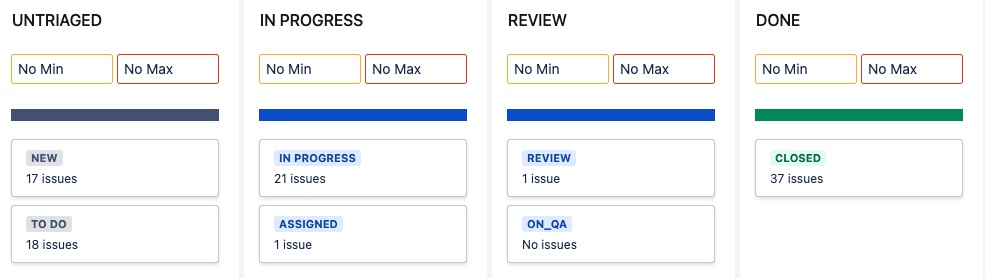 UNTRIAGED
No Min
No Max
NEW
17 issues
TO DO
18 issues
IN PROGRESS
No Min
No Max
IN PROGRESS
21 issues
ASSIGNED
1 issue
REVIEW
No Min
No Max
REVIEW
1 issue
ON_QA
No issues
DONE
No Min
No Max
CLOSED
37 issues